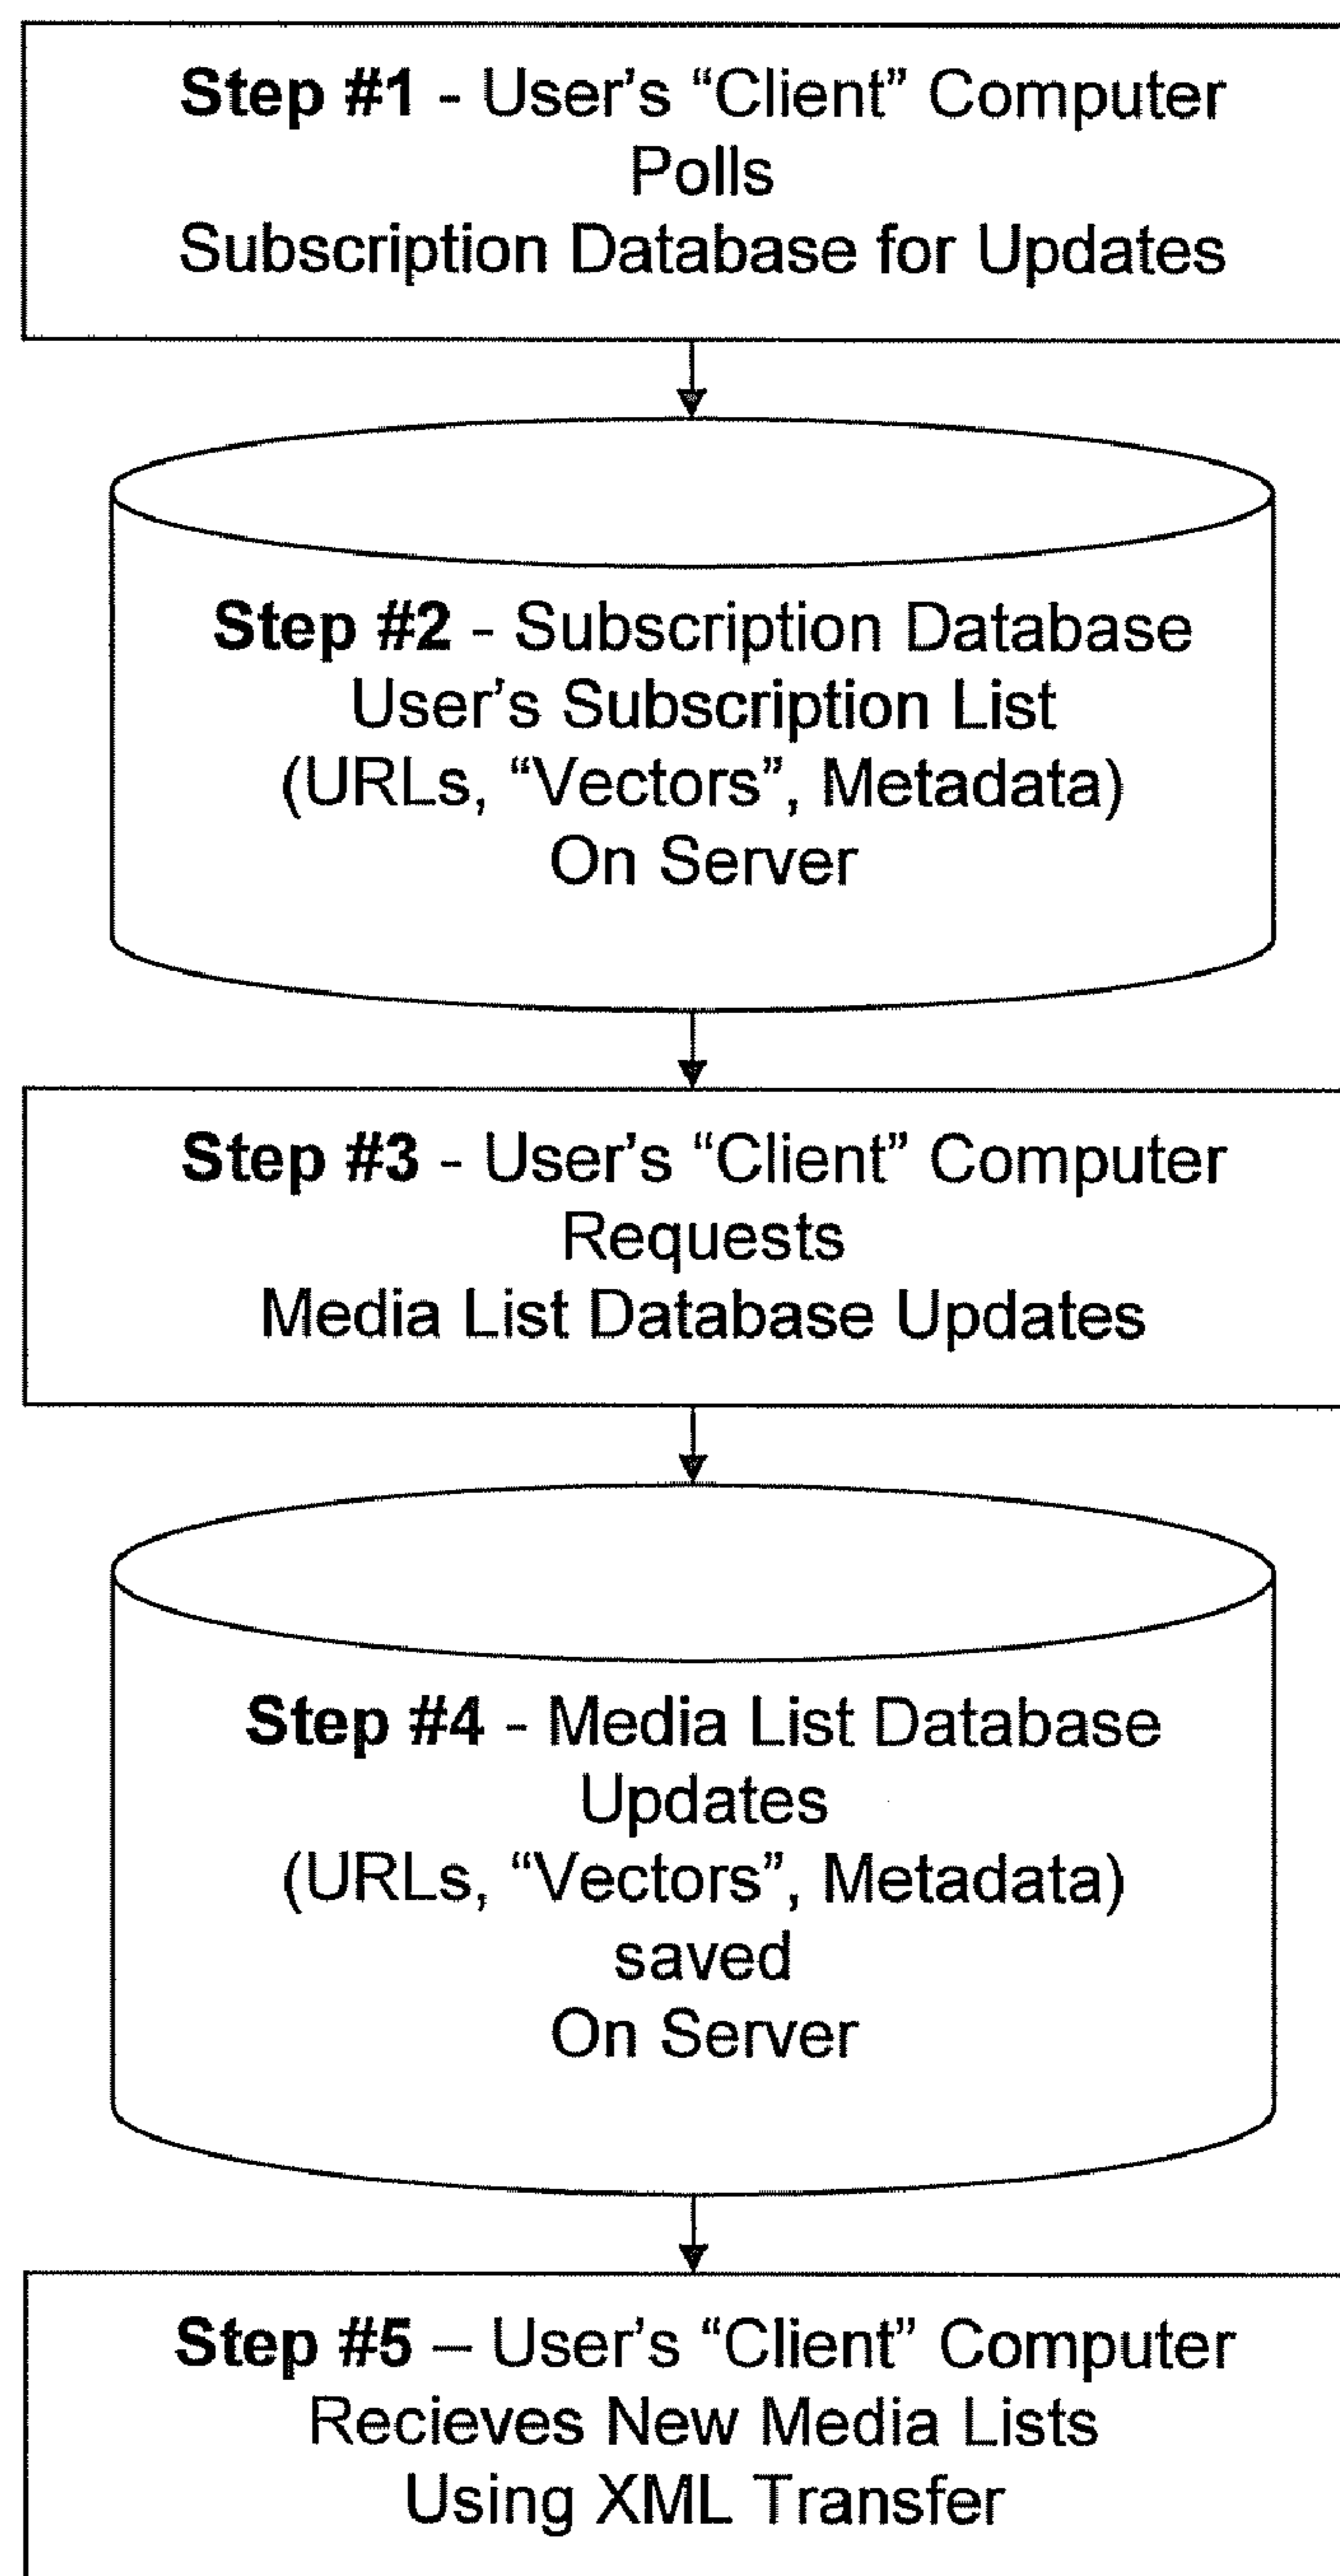 Step #1 - User’s “Client” Computer
Polls
Subscription Database for Updates
Step #2 - Subscription Database
User’s Subscription List
(URLs, “Vectors”, Metadata)
On Server
Step #3 - User’s “Client” Computer
Requests
Media List Database Updates
Step #4 - Media List Database
Updates
(URLs, “Vectors”, Metadata)
saved
On Server
Step #5 – User’s “Client” Computer
Recieves New Media Lists
Using XML Transfer